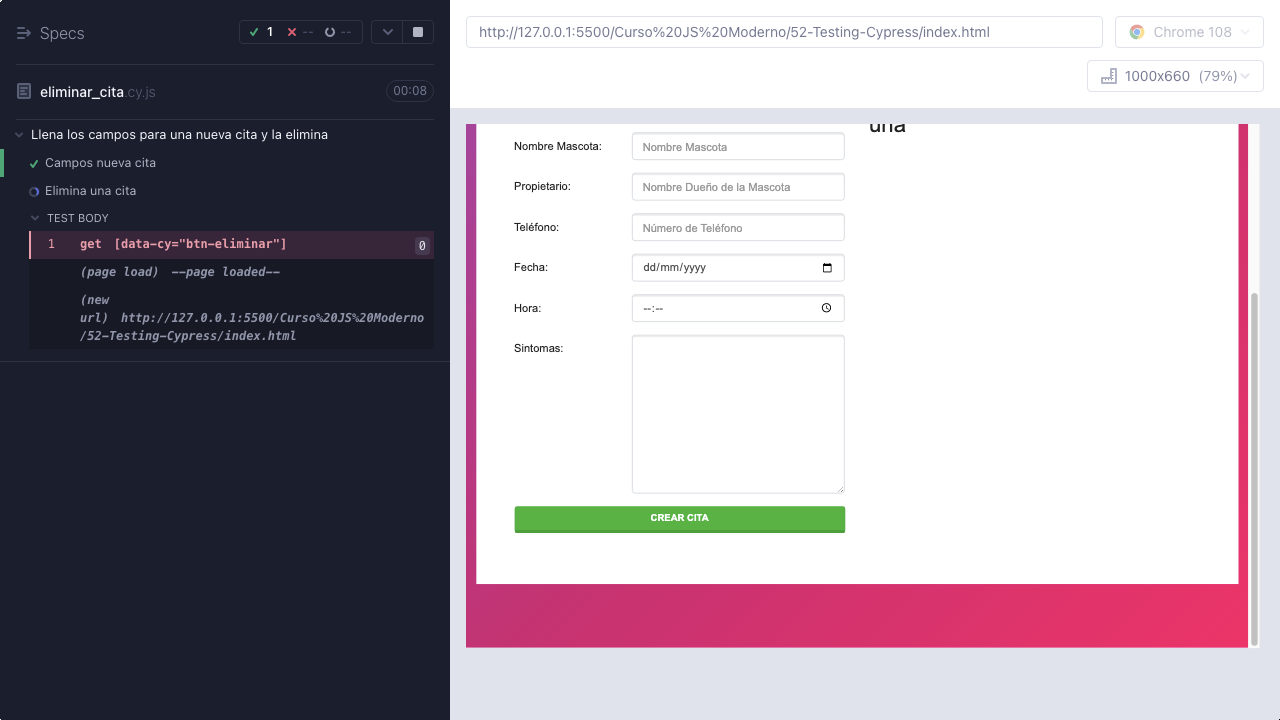 Specs
1 -- --
eliminar_cita.cy.js 00:08
Llena los campos para una nueva cita y la elimina
Campos nueva cita
Elimina una cita
TEST BODY
1 get [data-cy="btn-eliminar"] 0
(page load) --page loaded--
(new
url) http://127.0.0.1:5500/Curso%20JS%20Moderno
/52-Testing-Cypress/index.html
http://127.0.0.1:5500/Curso%20JS%20Moderno/52-Testing-Cypress/index.html
Chrome 108
1000x660 (79%)
una
Nombre Mascota: Nombre Mascota
Propietario: Nombre Dueño de la Mascota
Teléfono: Número de Teléfono
Fecha: dd/mm/yyyy
Hora: --:--
Sintomas:
CREAR CITA